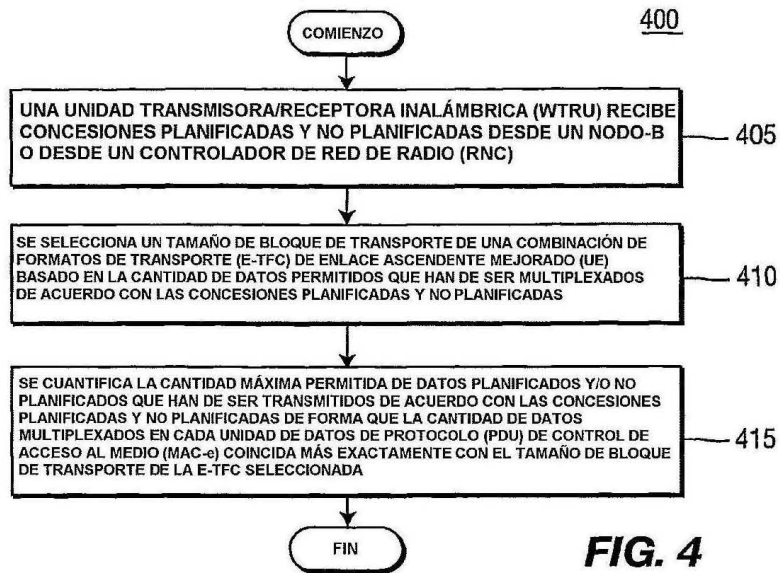 COMIENZO
400
UNA UNIDAD TRANSMISORA/RECEPTORA INALÁMBRICA (WTRU) RECIBE
CONCESIONES PLANIFICADAS Y NO PLANIFICADAS DESDE UN NODO-B
O DESDE UN CONTROLADOR DE RED DE RADIO (RNC)
405
SE SELECCIONA UN TAMAÑO DE BLOQUE DE TRANSPORTE DE UNA COMBINACIÓN DE
FORMATOS DE TRANSPORTE (E-TFC) DE ENLACE ASCENDENTE MEJORADO (UE)
BASADO EN LA CANTIDAD DE DATOS PERMITIDOS QUE HAN DE SER MULTIPLEXADOS
DE ACUERDO CON LAS CONCESIONES PLANIFICADAS Y NO PLANIFICADAS
410
SE CUANTIFICA LA CANTIDAD MÁXIMA PERMITIDA DE DATOS PLANIFICADOS Y/O NO
PLANIFICADOS QUE HAN DE SER TRANSMITIDOS DE ACUERDO CON LAS CONCESIONES
PLANIFICADAS Y NO PLANIFICADAS DE FORMA QUE LA CANTIDAD DE DATOS
MULTIPLEXADOS EN CADA UNIDAD DE DATOS DE PROTOCOLO (PDU) DE CONTROL DE
ACCESO AL MEDIO (MAC-e) COINCIDA MÁS EXACTAMENTE CON EL TAMAÑO DE BLOQUE
DE TRANSPORTE DE LA E-TFC SELECCIONADA
415
FIN
FIG. 4